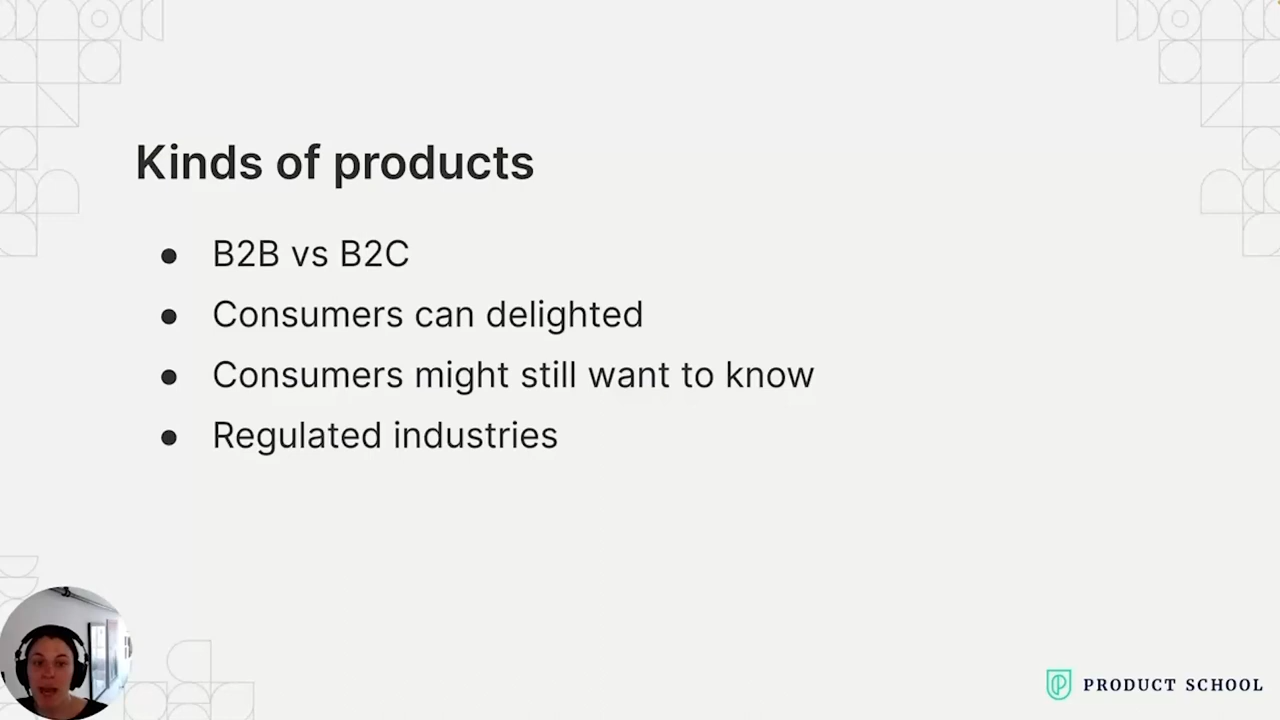 Kinds of products
● B2B vs B2C
● Consumers can delighted
● Consumers might still want to know
● Regulated industries
PRODUCT SCHOOL